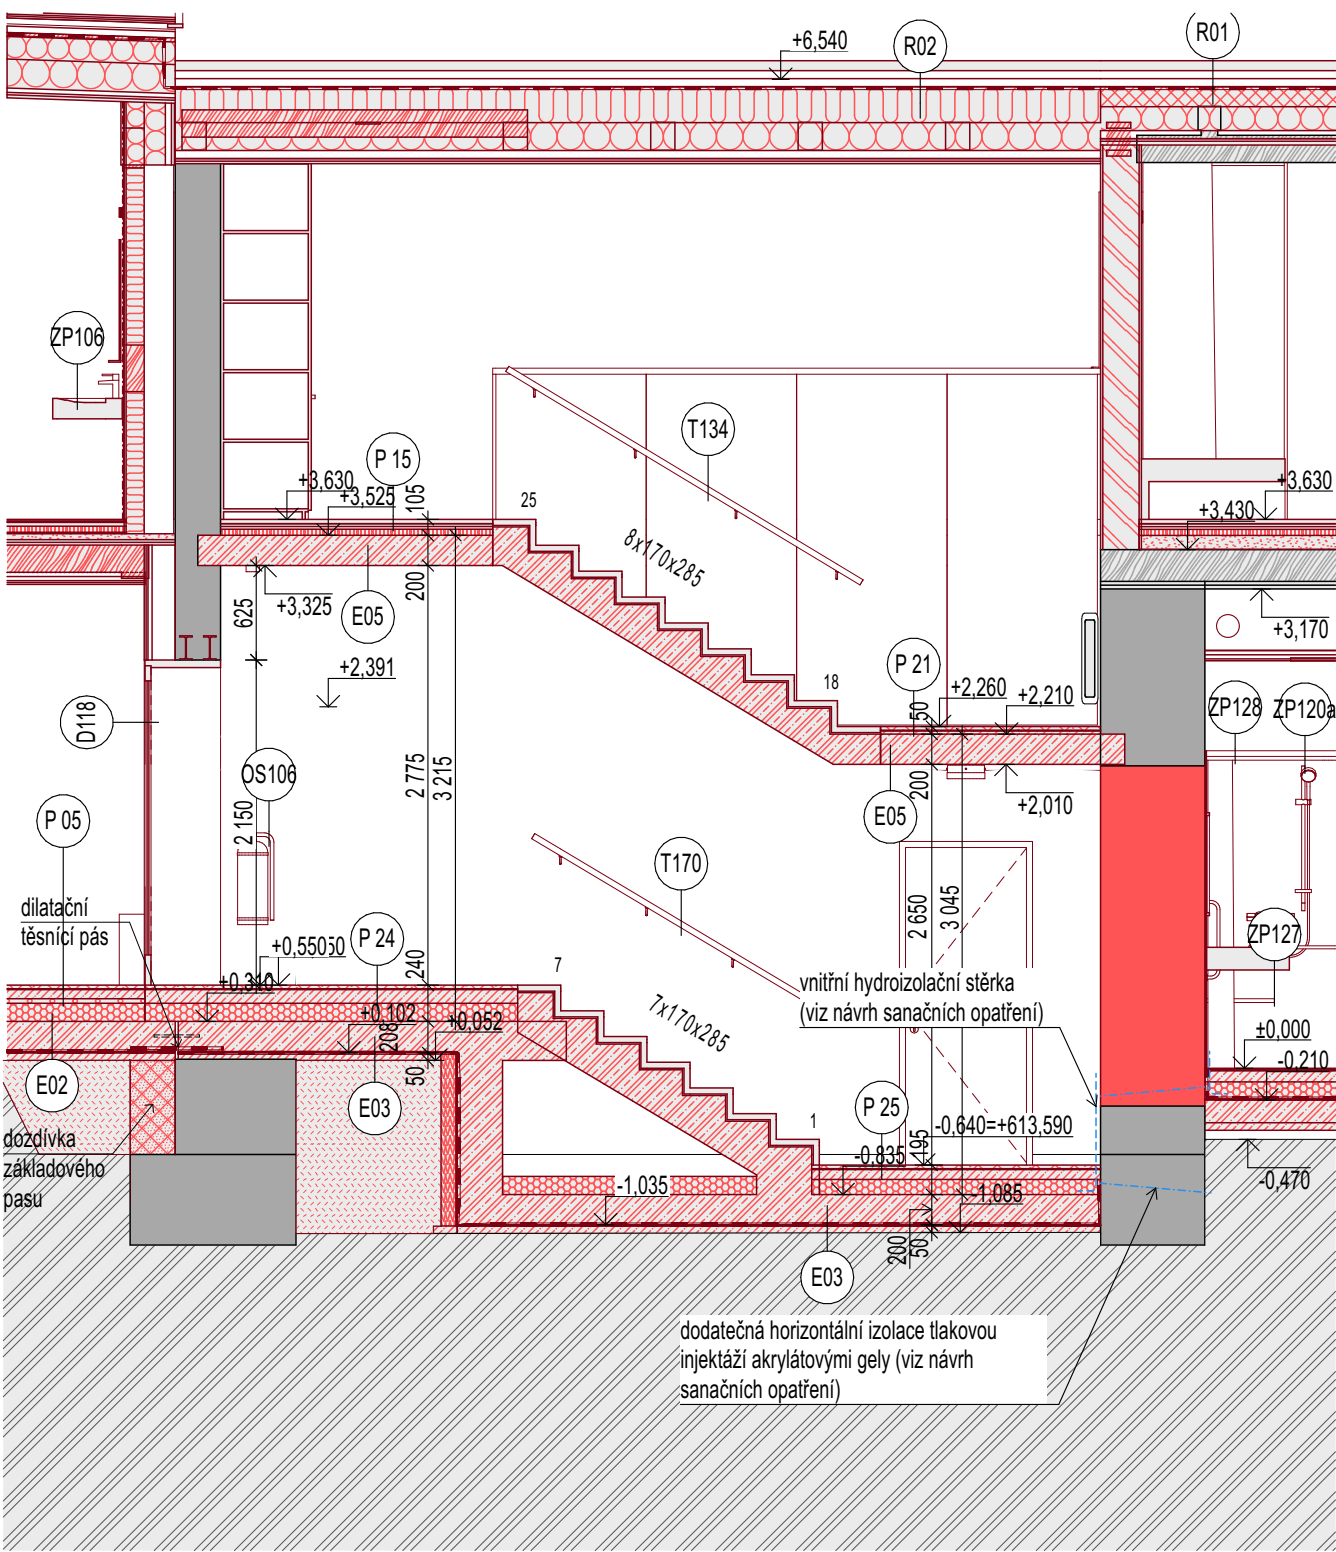 +6,540
R02
R01
ZP106
T134
P 15
+3,630
+3,525
105
25
8x170x285
+3,630
+3,430
625
+3,325
E05
200
+3,170
+2,391
P 21
18
+2,260
+2,210
50
D118
ZP128
ZP120a
OS106
2 150
2 775
3 215
200
+2,010
E05
P 05
T170
2 650
3 045
dilatační
těsnící pás
+0,550
P 24
240
7
ZP127
vnitřní hydroizolační stěrka
(viz návrh sanačních opatření)
+0,310
+0,102
208
+0,052
7x170x285
±0,000
-0,210
50
E02
E03
P 25
1
-0,640=+613,590
195
-0,835
dozdívka
základového
pasu
-0,470
-1,035
-1,085
200
50
E03
dodatečná horizontální izolace tlakovou
injektáží akrylátovými gely (viz návrh
sanačních opatření)